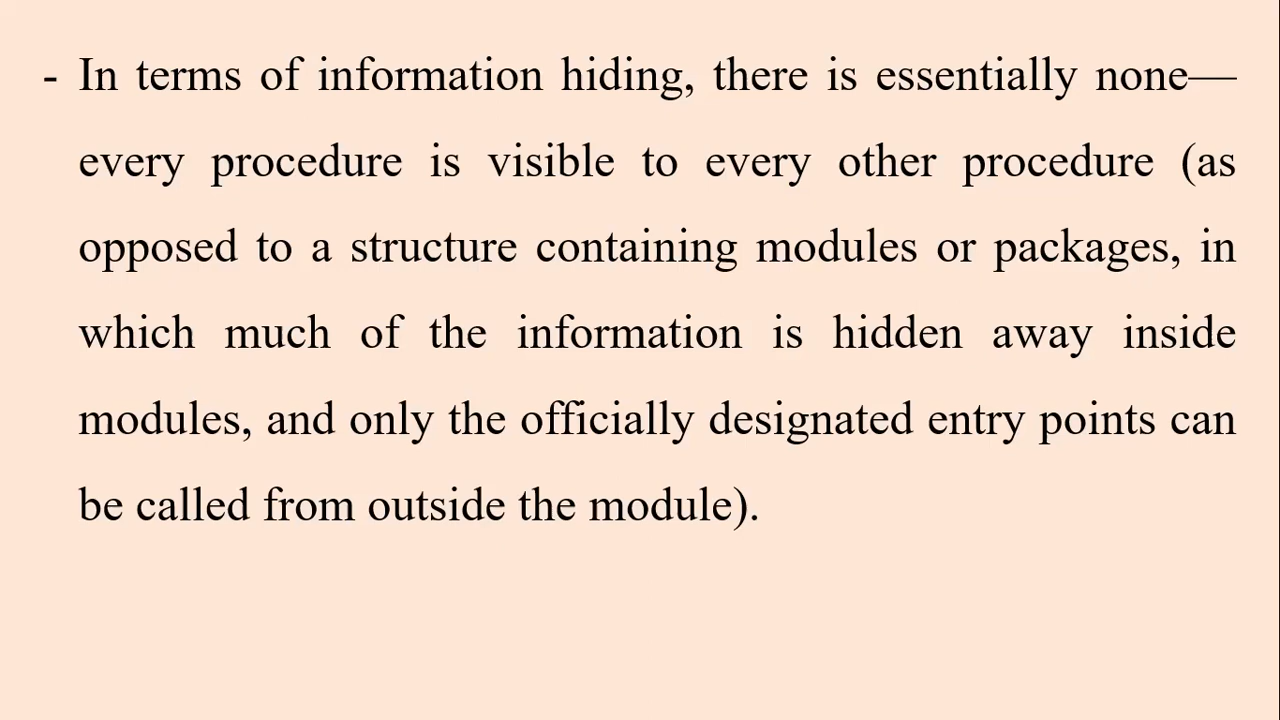 - In terms of information hiding, there is essentially none—
every procedure is visible to every other procedure (as
opposed to a structure containing modules or packages, in
which much of the information is hidden away inside
modules, and only the officially designated entry points can
be called from outside the module).